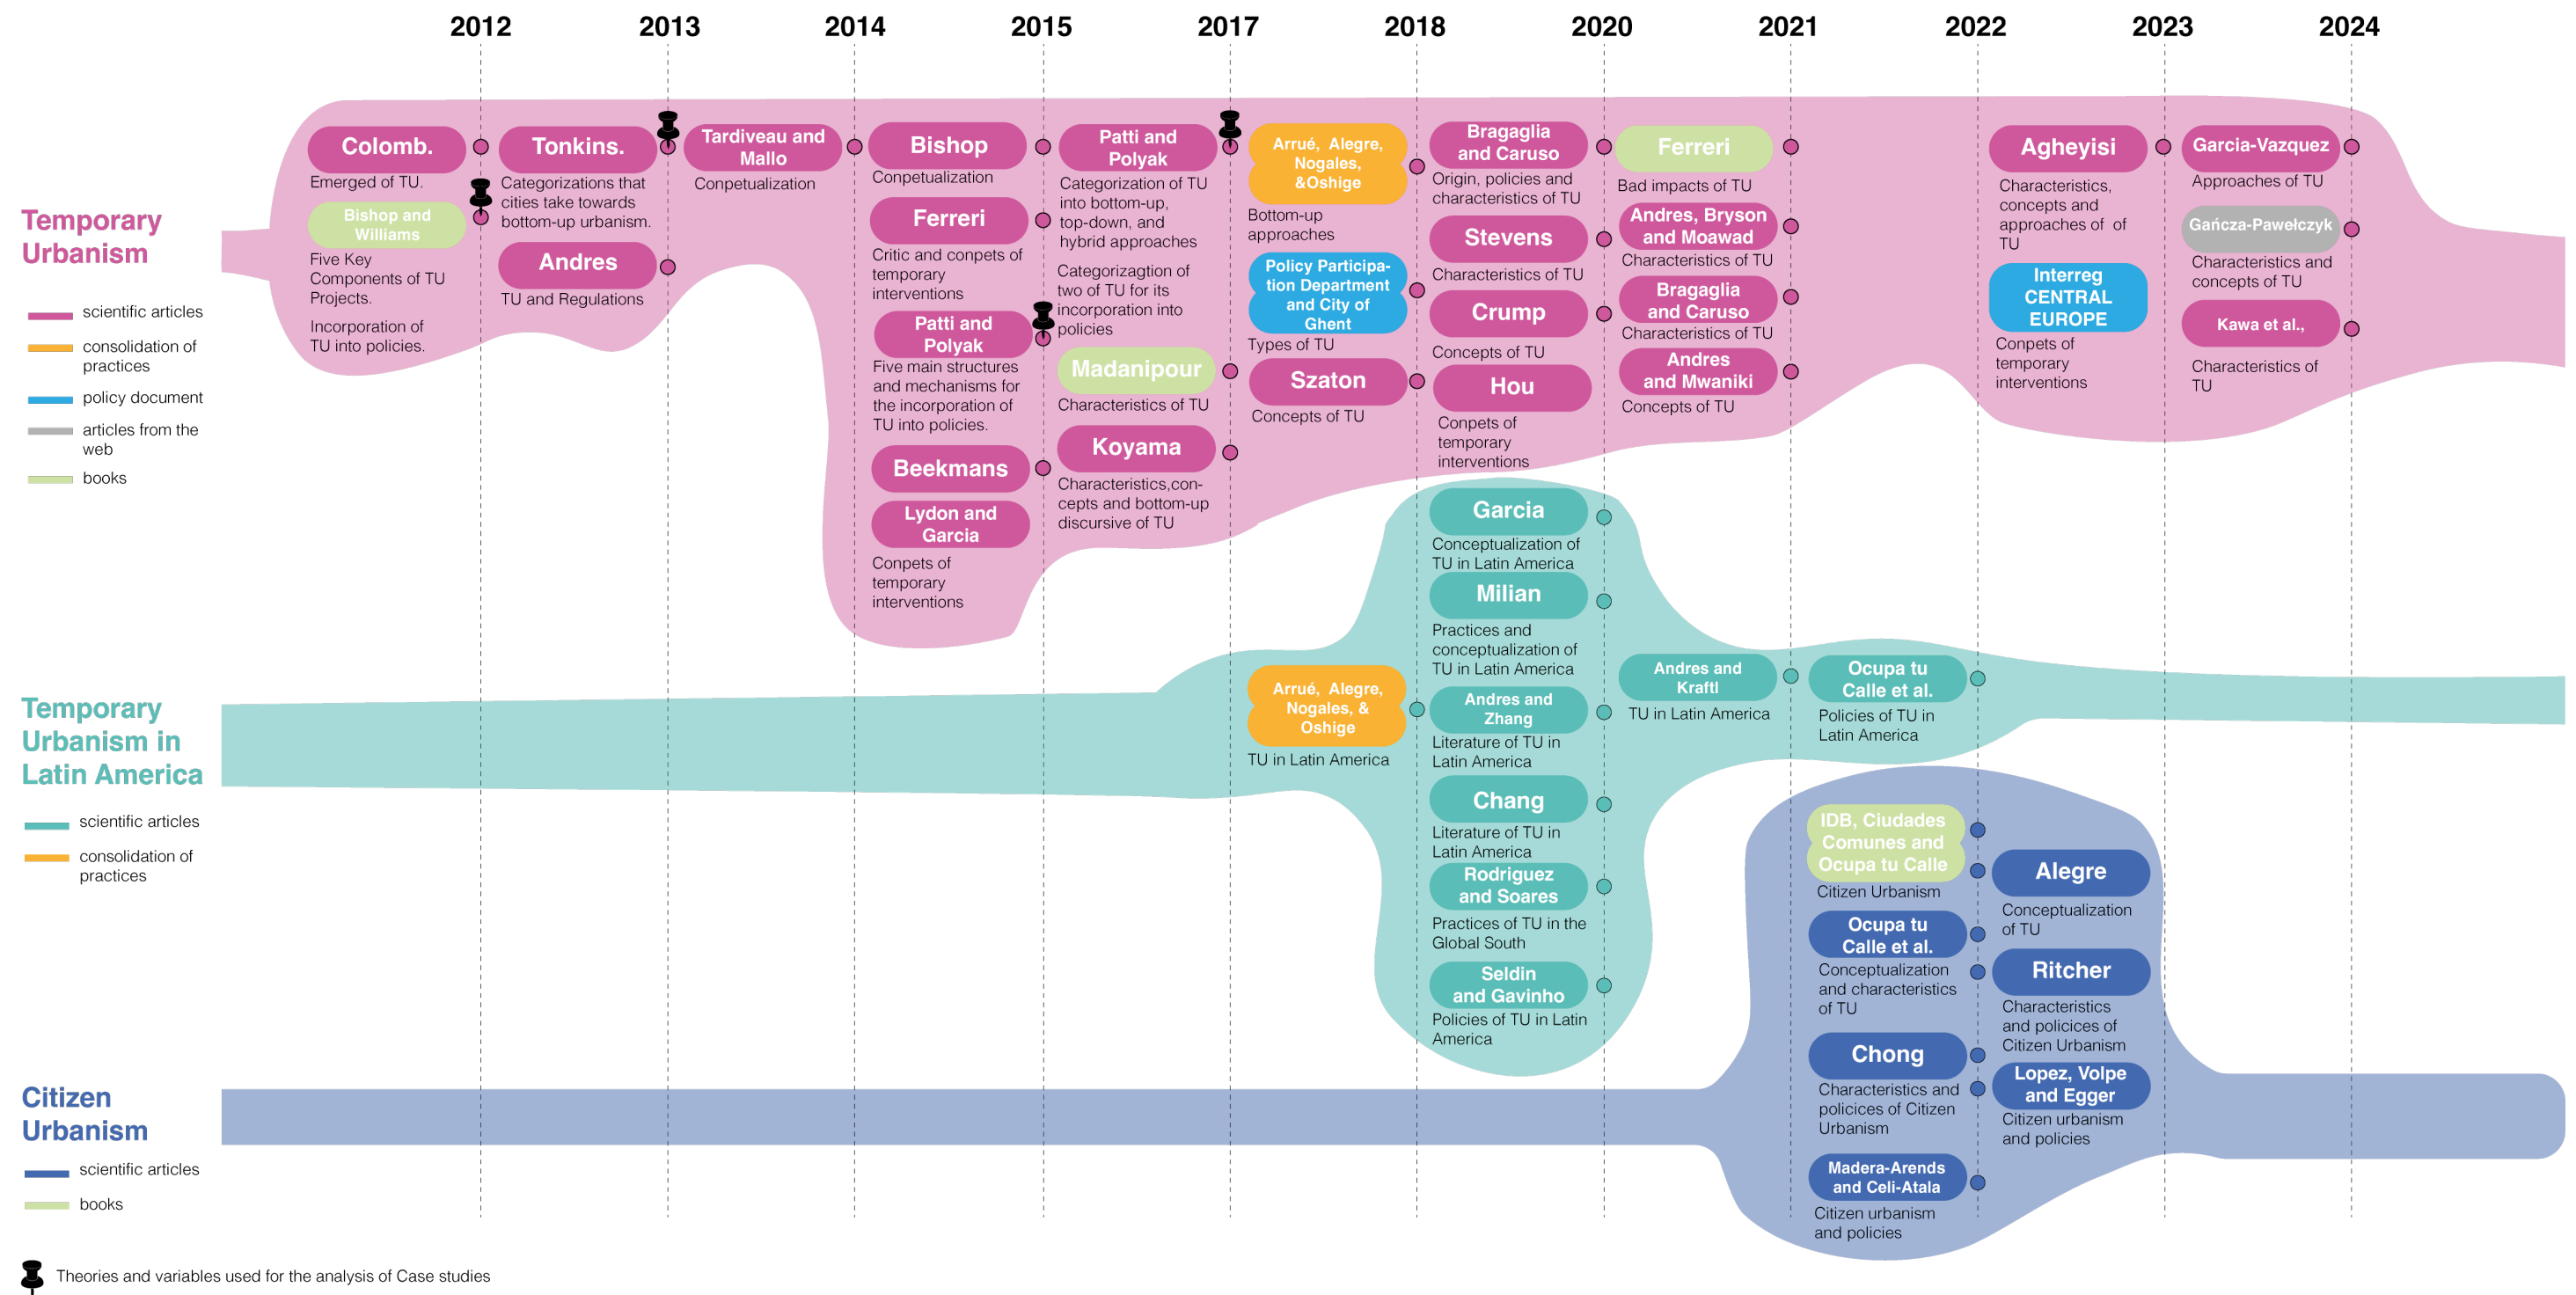 2012 2013 2014 2015 2017 2018 2020 2021 2022 2023 2024
Temporary
Urbanism
scientific articles
consolidation of
practices
policy document
articles from the
web
books
Colomb.
Emerged of TU.
Bishop and
Williams
Five Key
Components of TU
Projects.
Incorporation of
TU into policies.
Tonkins.
Categorizations that
cities take towards
bottom-up urbanism.
Andres
TU and Regulations
Tardiveau and
Mallo
Conpetualization
Bishop
Conpetualization
Ferreri
Critic and conpets of
temporary
interventions
Patti and
Polyak
Five main structures
and mechanisms for
the incorporation of
TU into policies.
Beekmans
Lydon and
Garcia
Conpets of
temporary
interventions
Patti and
Polyak
Categorization of TU
into bottom-up,
top-down, and
hybrid approaches
Categorizagtion of
two of TU for its
incorporation into
policies
Madanipour
Characteristics of TU
Koyama
Characteristics,con-
cepts and bottom-up
discursive of TU
Arrué, Alegre,
Nogales,
&Oshige
Bottom-up
approaches
Policy Participa-
tion Department
and City of
Ghent
Types of TU
Szaton
Concepts of TU
Bragaglia
and Caruso
Origin, policies and
characteristics of TU
Stevens
Characteristics of TU
Crump
Concepts of TU
Hou
Conpets of
temporary
interventions
Ferreri
Bad impacts of TU
Andres, Bryson
and Moawad
Characteristics of TU
Bragaglia
and Caruso
Characteristics of TU
Andres
and Mwaniki
Concepts of TU
Agheyisi
Characteristics,
concepts and
approaches of of
TU
Interreg
CENTRAL
EUROPE
Conpets of
temporary
interventions
Garcia-Vazquez
Approaches of TU
Gańcza-Pawełczyk
Characteristics and
concepts of TU
Kawa et al.,
Characteristics of
TU
Temporary
Urbanism in
Latin America
scientific articles
consolidation of
practices
Arrué, Alegre,
Nogales, &
Oshige
TU in Latin America
Garcia
Conceptualization of
TU in Latin America
Milian
Practices and
conceptualization of
TU in Latin America
Andres and
Zhang
Literature of TU in
Latin America
Chang
Literature of TU in
Latin America
Rodriguez
and Soares
Practices of TU in the
Global South
Seldin
and Gavinho
Policies of TU in Latin
America
Andres and
Kraftl
TU in Latin America
Ocupa tu
Calle et al.
Policies of TU in
Latin America
Citizen
Urbanism
scientific articles
books
IDB, Ciudades
Comunes and
Ocupa tu Calle
Citizen Urbanism
Ocupa tu
Calle et al.
Conceptualization
and characteristics
of TU
Chong
Characteristics and
policices of Citizen
Urbanism
Madera-Arends
and Celi-Atala
Citizen urbanism
and policies
Alegre
Conceptualization
of TU
Ritcher
Characteristics
and policices of
Citizen Urbanism
Lopez, Volpe
and Egger
Citizen urbanism
and policies
Theories and variables used for the analysis of Case studies